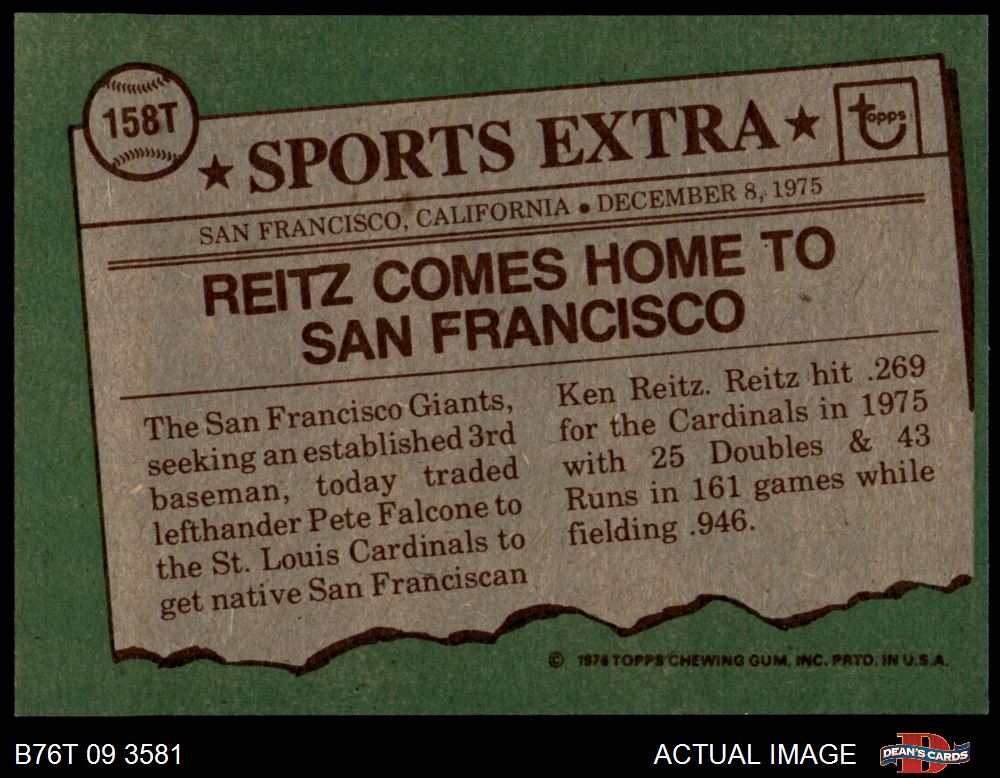 158T
★ SPORTS EXTRA ★
topps
SAN FRANCISCO, CALIFORNIA • DECEMBER 8, 1975
REITZ COMES HOME TO
SAN FRANCISCO
The San Francisco Giants,
seeking an established 3rd
baseman, today traded
lefthander Pete Falcone to
the St. Louis Cardinals to
get native San Franciscan
Ken Reitz. Reitz hit .269
for the Cardinals in 1975
with 25 Doubles & 43
Runs in 161 games while
fielding .946.
© 1976 TOPPS CHEWING GUM, INC. PRTD. IN U.S.A.
B76T 09 3581
ACTUAL IMAGE
DEAN'S CARDS